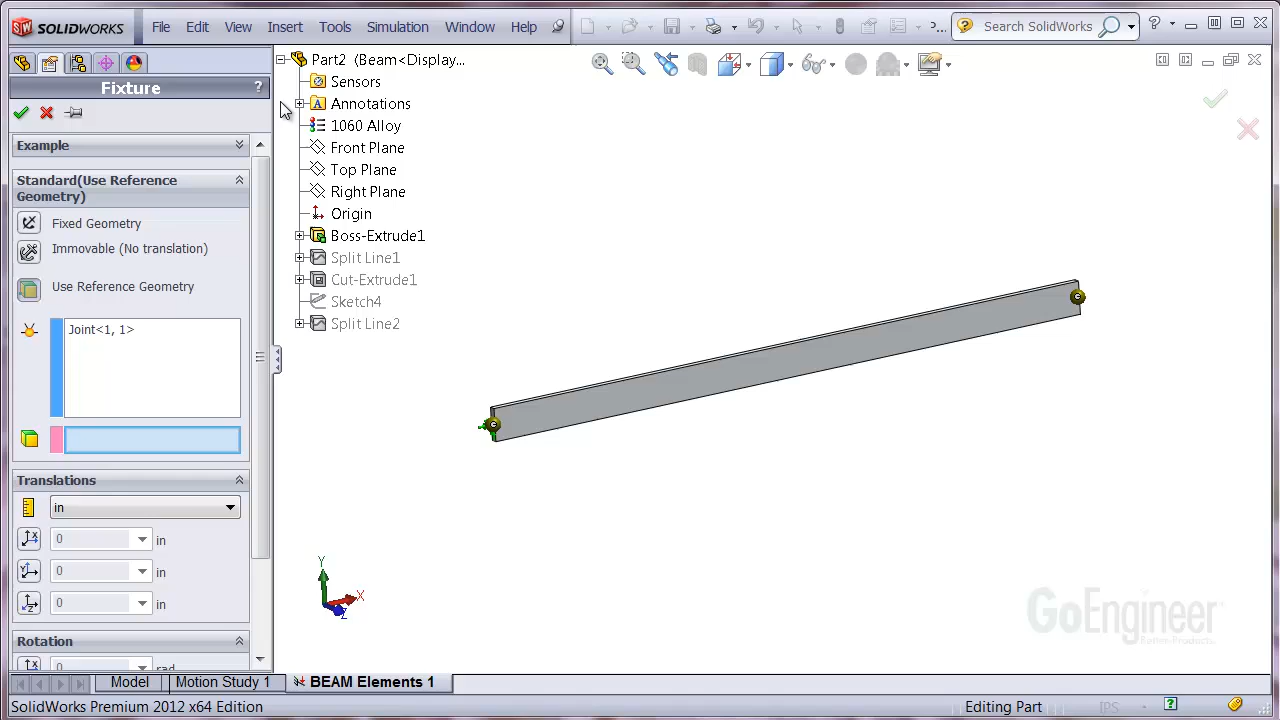 SOLIDWORKS File Edit View Insert Tools Simulation Window Help Search SolidWorks ?
Fixture ?
Example
Standard(Use Reference
Geometry)
Fixed Geometry
Immovable (No translation)
Use Reference Geometry
Joint<1, 1>
Translations
in
0 in
0 in
0 in
Rotation
0 rad
Part2 (Beam<Display...
Sensors
Annotations
1060 Alloy
Front Plane
Top Plane
Right Plane
Origin
Boss-Extrude1
Split Line1
Cut-Extrude1
Sketch4
Split Line2
Y
X
Z
GoEngineer
Model Motion Study 1 BEAM Elements 1
SolidWorks Premium 2012 x64 Edition Editing Part IPS